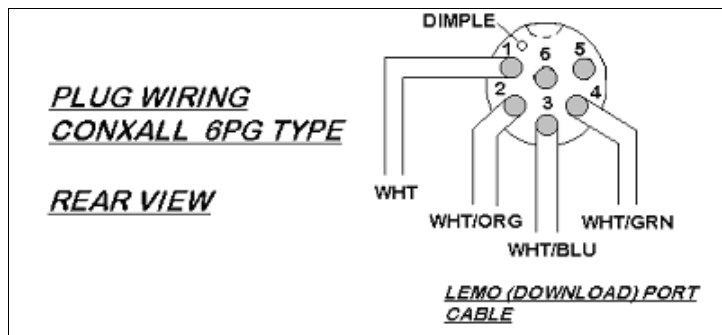 DIMPLE
1
6
5
2
3
4
PLUG WIRING
CONXALL 6PG TYPE
REAR VIEW
WHT
WHT/ORG
WHT/GRN
WHT/BLU
LEMO (DOWNLOAD) PORT
CABLE